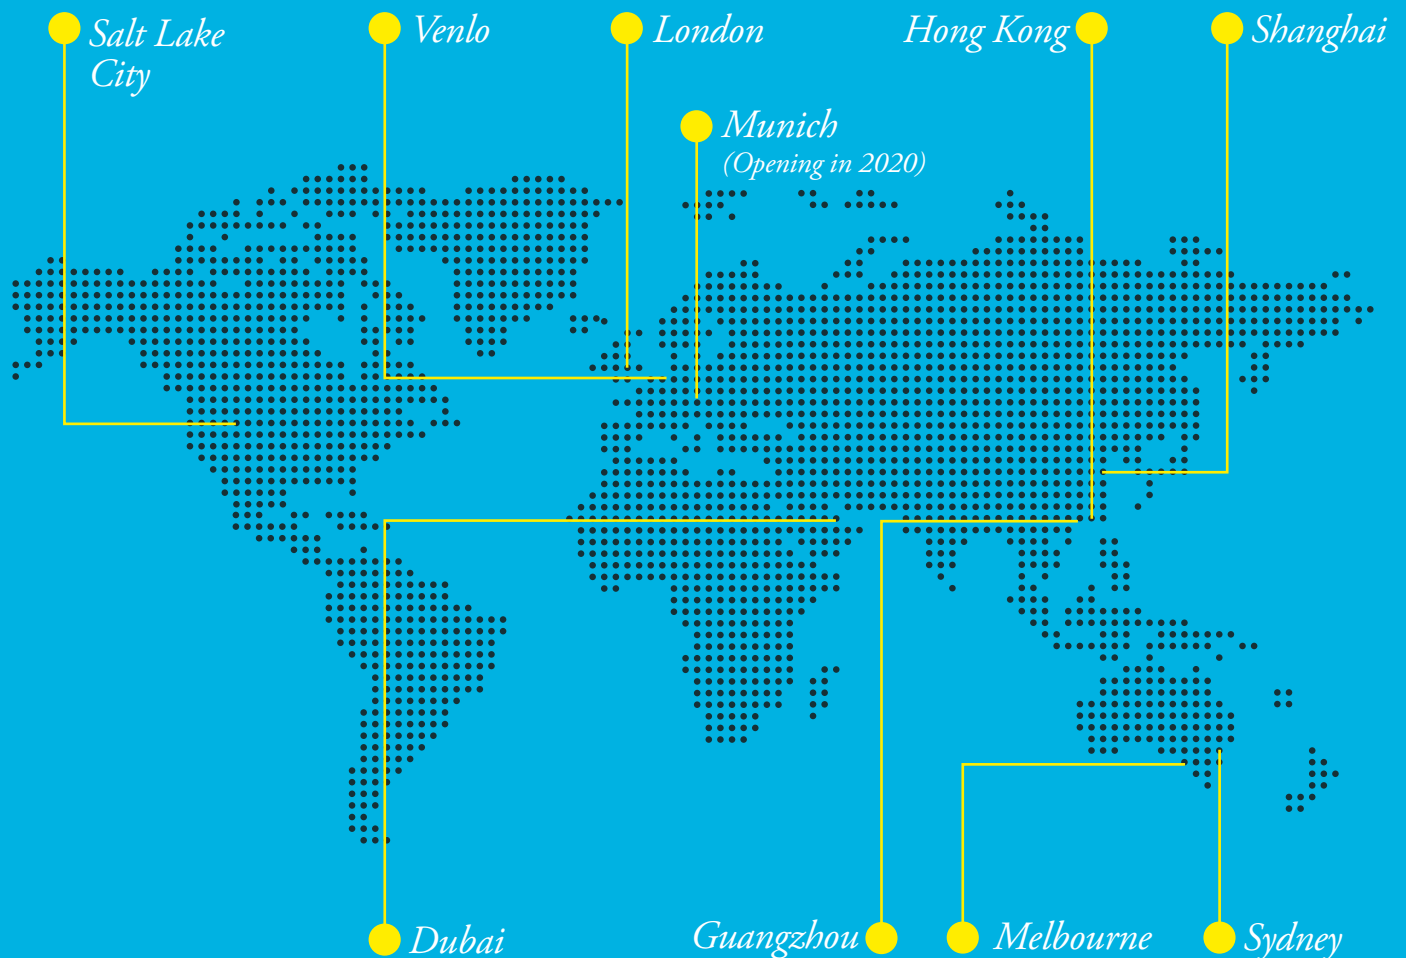 Salt Lake
City
Venlo
London
Hong Kong
Shanghai
Munich
(Opening in 2020)
Dubai
Guangzhou
Melbourne
Sydney